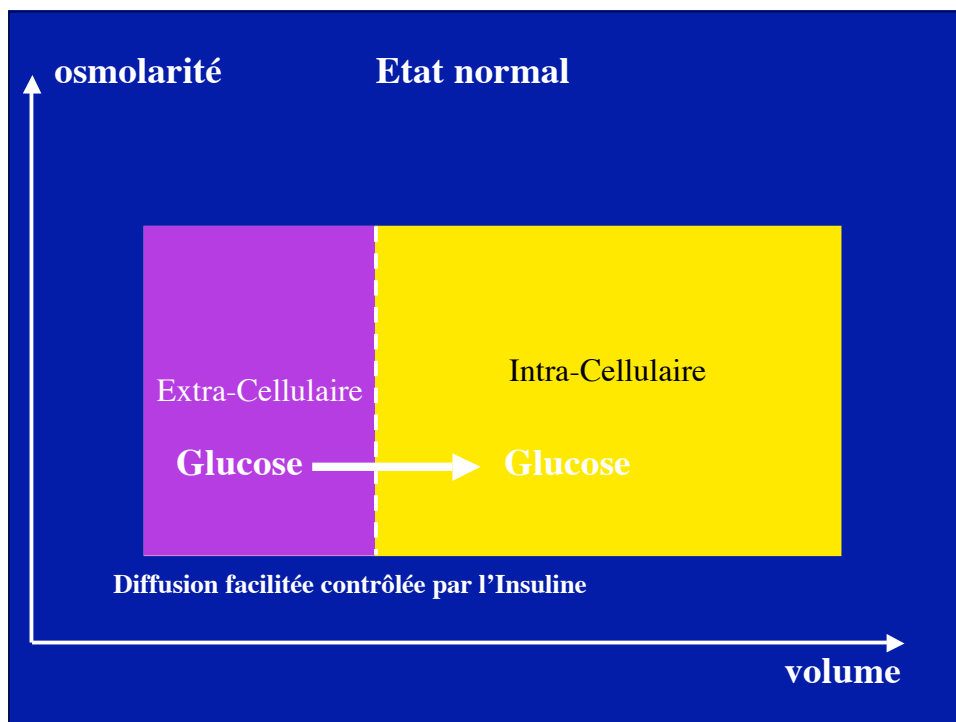 osmolarité
Etat normal
Extra-Cellulaire
Intra-Cellulaire
Glucose
Glucose
Diffusion facilitée contrôlée par l’Insuline
volume